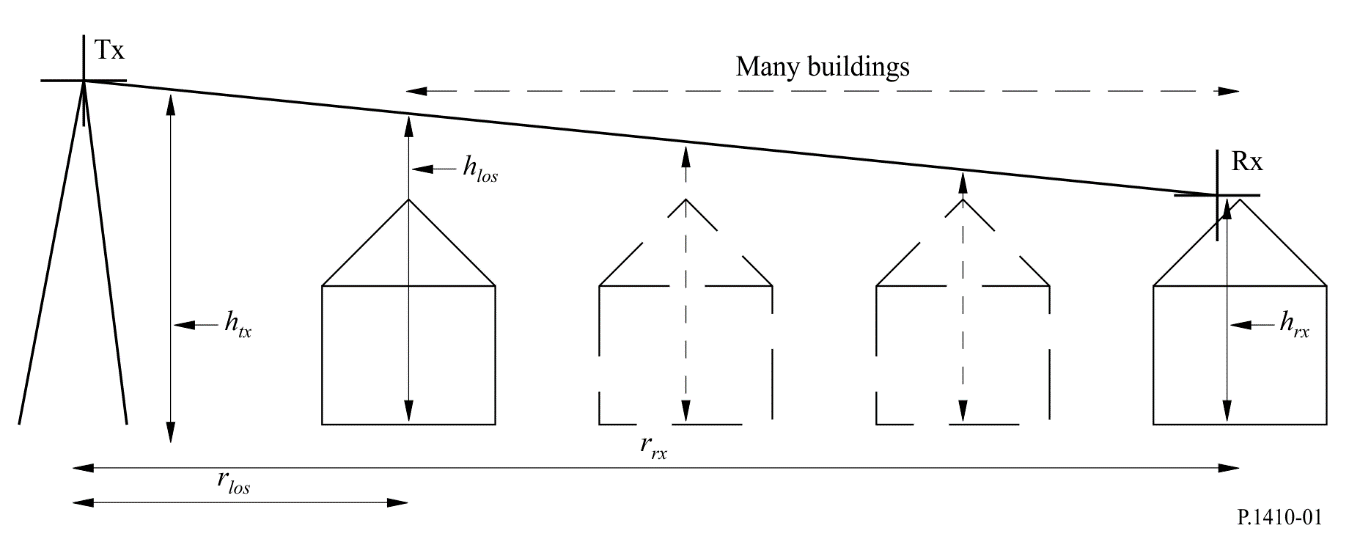 Tx
Many buildings
Rx
h_los
h_tx
h_rx
r_rx
r_los
P.1410-01